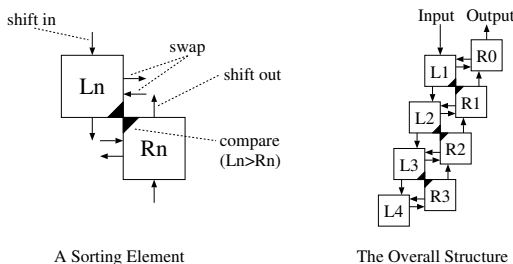 shift in
swap
Ln
shift out
Rn
compare
(Ln>Rn)
A Sorting Element
Input Output
R0
L1
R1
L2
R2
L3
R3
L4
The Overall Structure